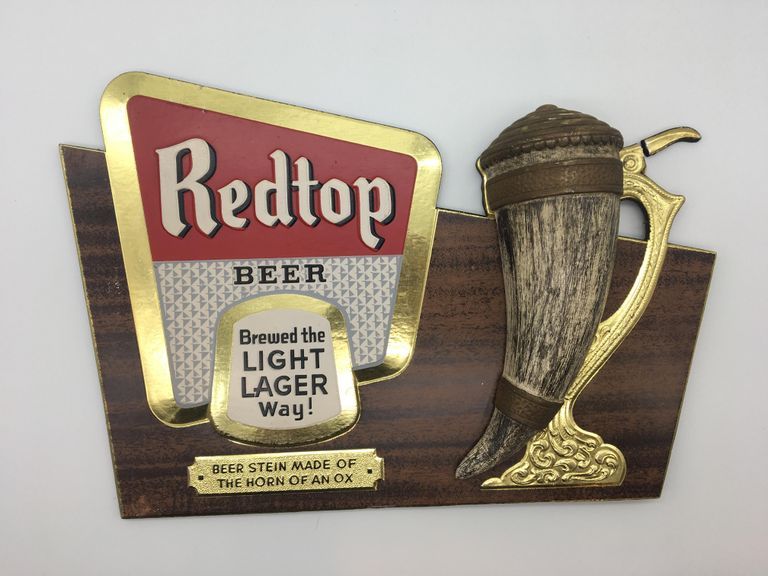 Redtop
BEER
Brewed the
LIGHT
LAGER
Way!
BEER STEIN MADE OF
THE HORN OF AN OX